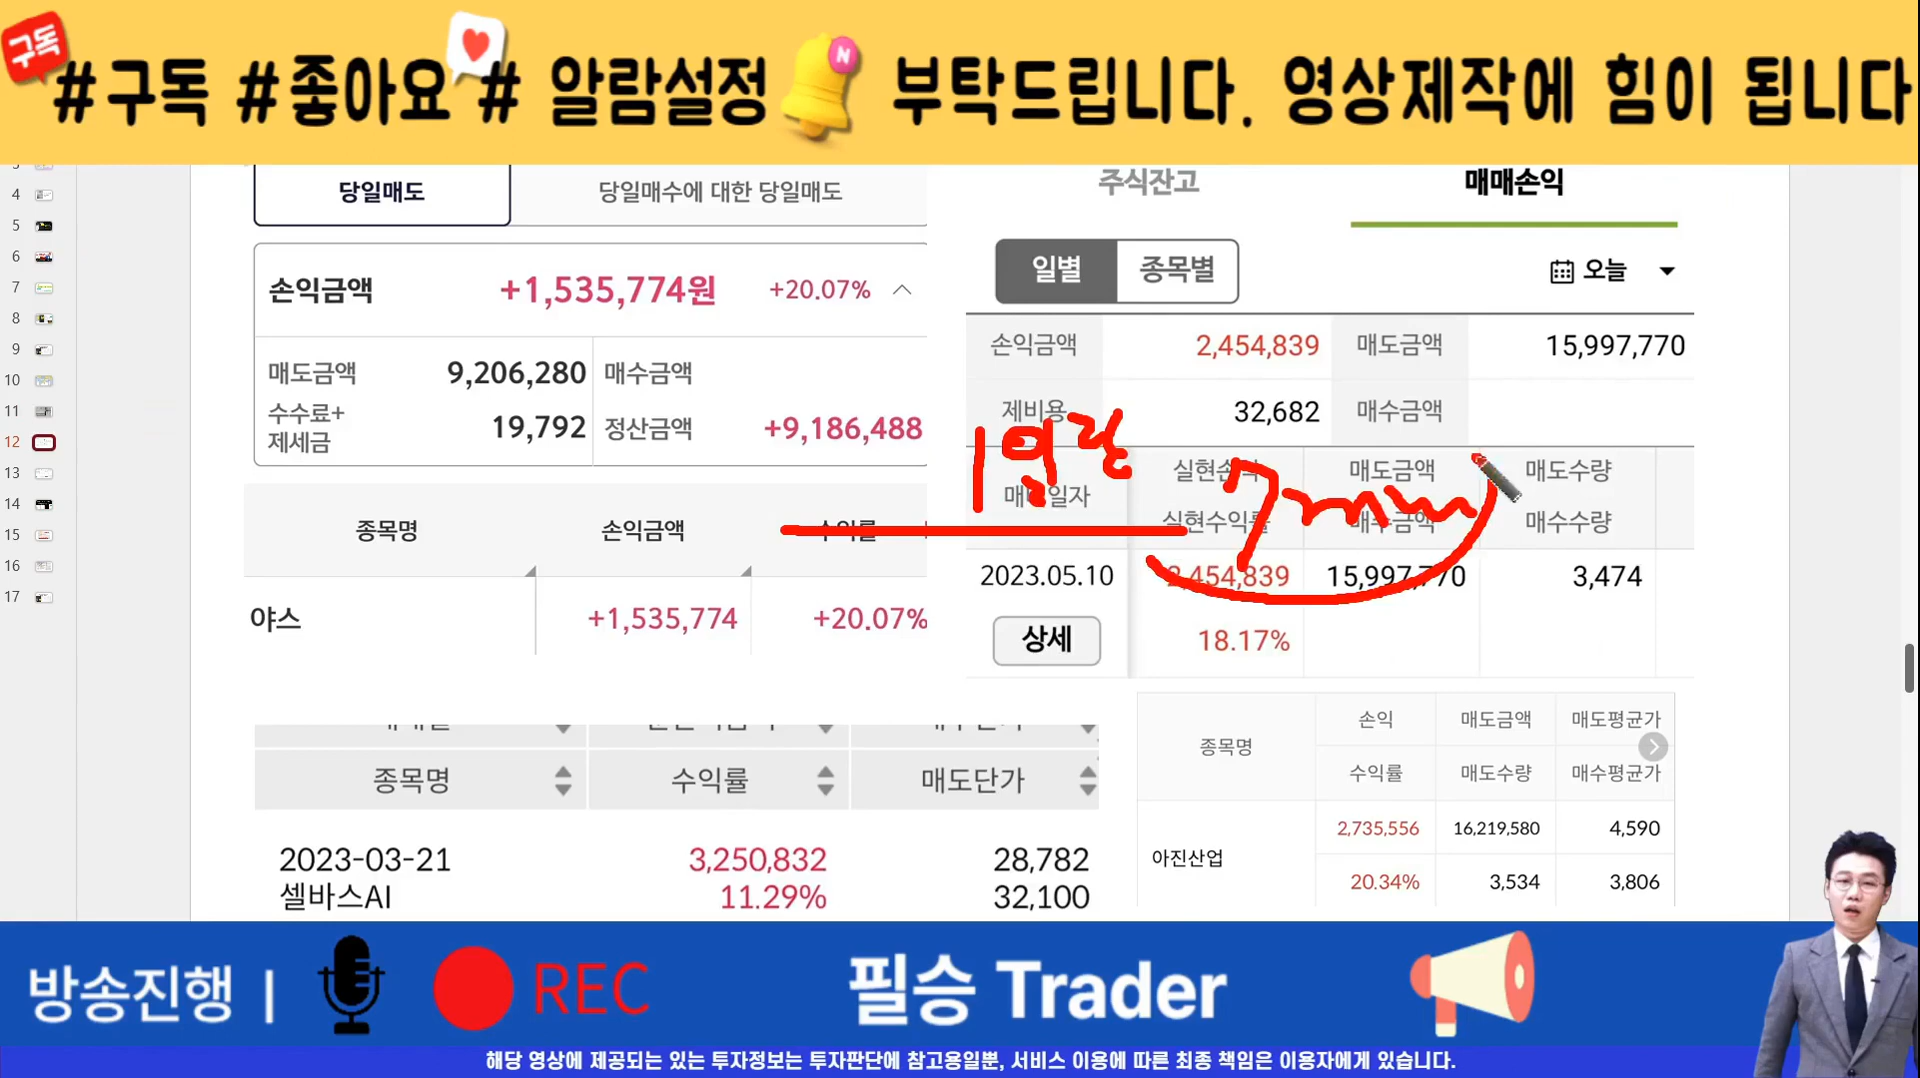 구독
#구독 #좋아요 # 알람설정 N 부탁드립니다. 영상제작에 힘이 됩니다
4
5
6
7
8
9
10
11
12
13
14
15
16
17
당일매도 당일매수에 대한 당일매도
손익금액 +1,535,774원 +20.07%
매도금액 9,206,280 매수금액
수수료+
제세금 19,792 정산금액 +9,186,488
종목명 손익금액 수익률
야스 +1,535,774 +20.07%
주식잔고 매매손익
일별 종목별 오늘
손익금액 2,454,839 매도금액 15,997,770
제비용 32,682 매수금액
매매일자 실현손익 매도금액 매도수량
실현수익률 매수금액 매수수량
2023.05.10 2,454,839 15,997,770 3,474
상세 18.17%
종목명 수익률 매도단가
2023-03-21 3,250,832 28,782
셀바스AI 11.29% 32,100
종목명 손익 매도금액 매도평균가
수익률 매도수량 매수평균가
아진산업 2,735,556 16,219,580 4,590
20.34% 3,534 3,806
방송진행 | REC 필승 Trader
해당 영상에 제공되는 있는 투자정보는 투자판단에 참고용일뿐, 서비스 이용에 따른 최종 책임은 이용자에게 있습니다.